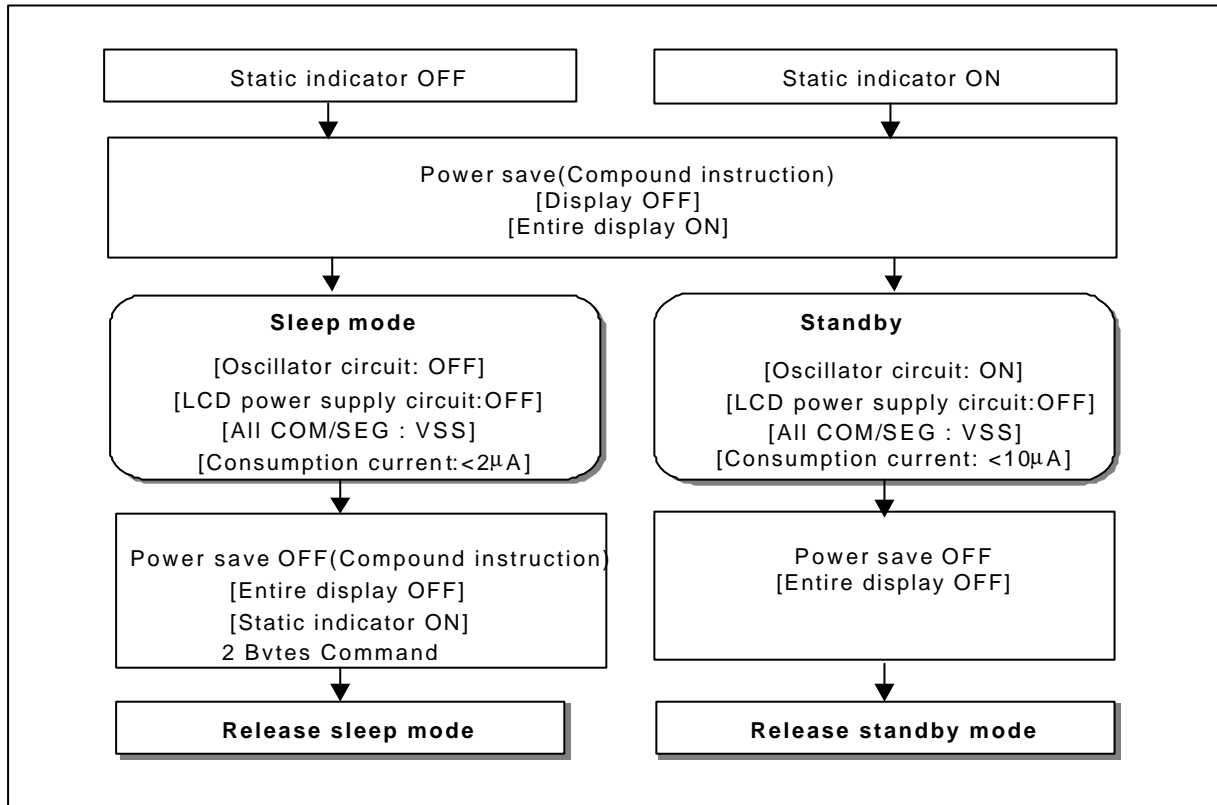 Static indicator OFF
Static indicator ON
Power save(Compound instruction)
[Display OFF]
[Entire display ON]
Sleep mode
[Oscillator circuit: OFF]
[LCD power supply circuit:OFF]
[All COM/SEG : VSS]
[Consumption current:<2μA]
Standby
[Oscillator circuit: ON]
[LCD power supply circuit:OFF]
[All COM/SEG : VSS]
[Consumption current: <10μA]
Power save OFF(Compound instruction)
[Entire display OFF]
[Static indicator ON]
2 Bytes Command
Power save OFF
[Entire display OFF]
Release sleep mode
Release standby mode